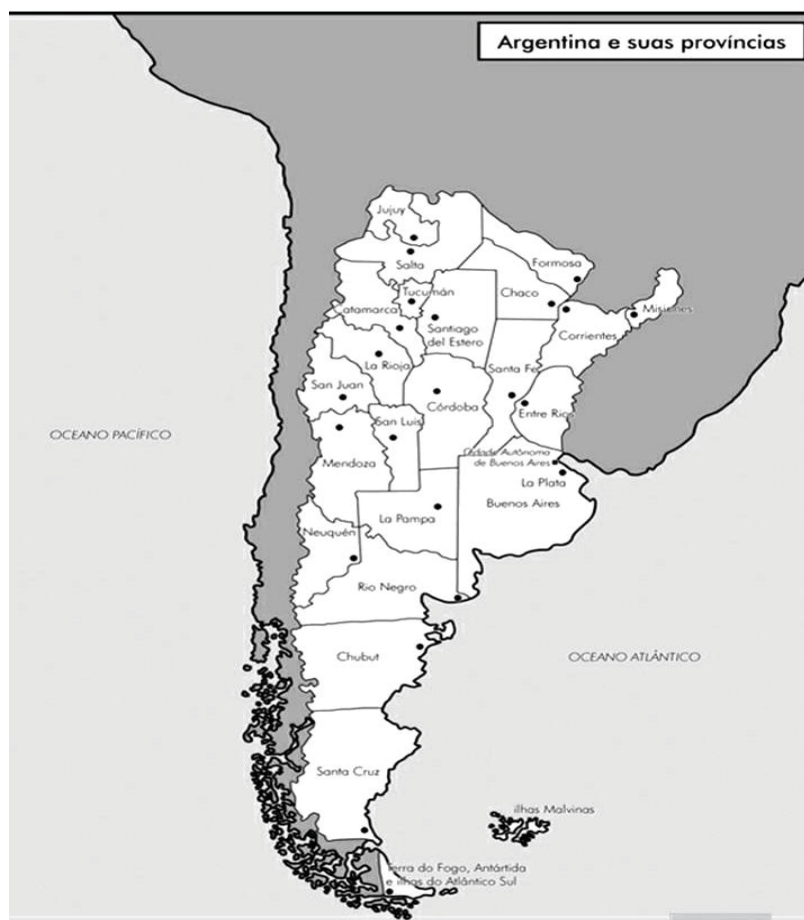 Argentina e suas províncias
Jujuy
Salta
Formosa
Tucumán
Chaco
Catamarca
Misiones
Santiago
del Estero
Corrientes
La Rioja
Santa Fe
San Juan
Córdoba
Entre Rios
San Luis
OCEANO PACÍFICO
Cidade Autônoma
de Buenos Aires
Mendoza
La Plata
Buenos Aires
La Pampa
Neuquén
Rio Negro
Chubut
OCEANO ATLÂNTICO
Santa Cruz
ilhas Malvinas
Terra do Fogo, Antártida
e ilhas do Atlântico Sul